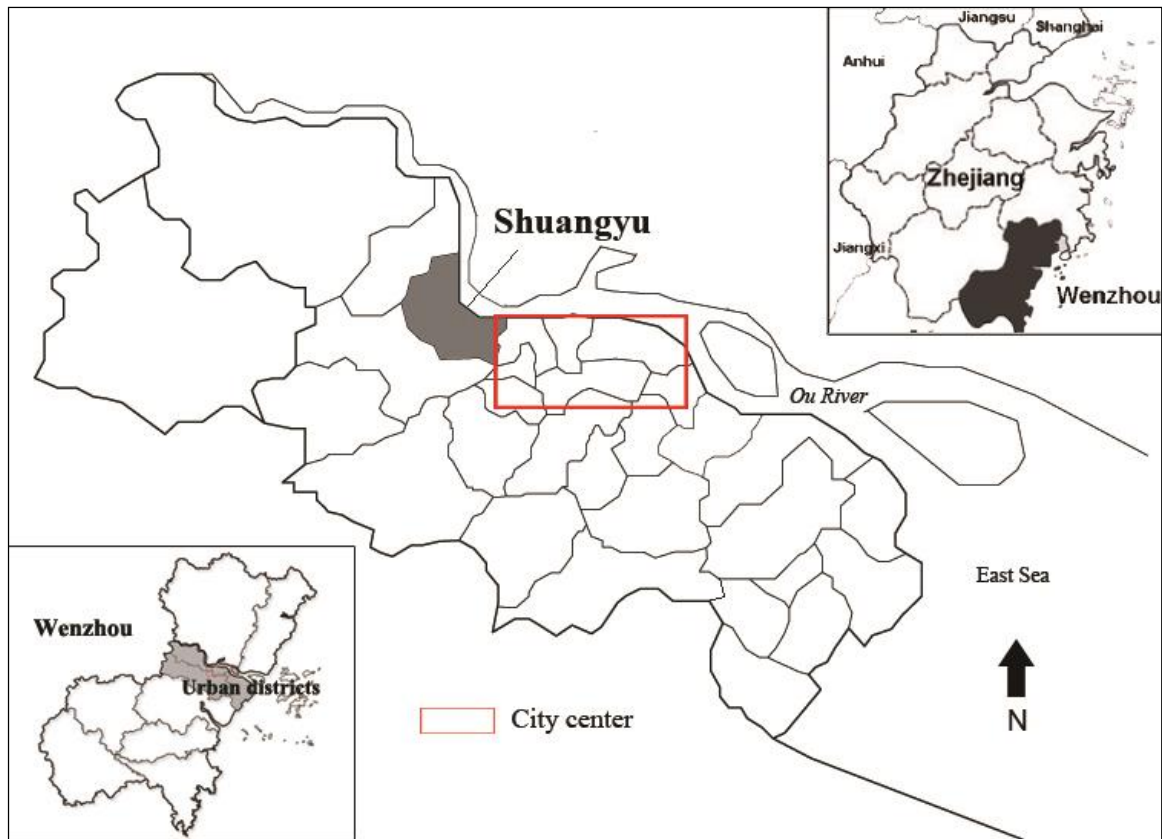 Jiangsu
Shanghai
Anhui
Zhejiang
Jiangxi
Wenzhou
Shuangyu
Ou River
East Sea
N
Wenzhou
Urban districts
City center